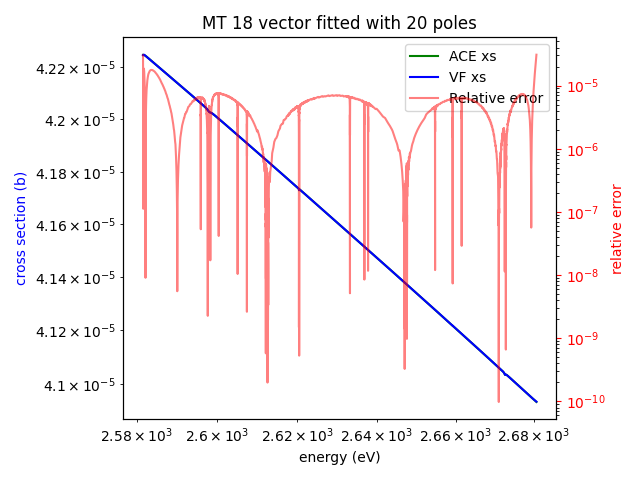 MT 18 vector fitted with 20 poles
ACE xs
VF xs
Relative error
4.22 × 10⁻⁵
4.2 × 10⁻⁵
4.18 × 10⁻⁵
4.16 × 10⁻⁵
4.14 × 10⁻⁵
4.12 × 10⁻⁵
4.1 × 10⁻⁵
cross section (b)
10⁻⁵
10⁻⁶
10⁻⁷
10⁻⁸
10⁻⁹
10⁻¹⁰
relative error
2.58 × 10³ 2.6 × 10³ 2.62 × 10³ 2.64 × 10³ 2.66 × 10³ 2.68 × 10³
energy (eV)